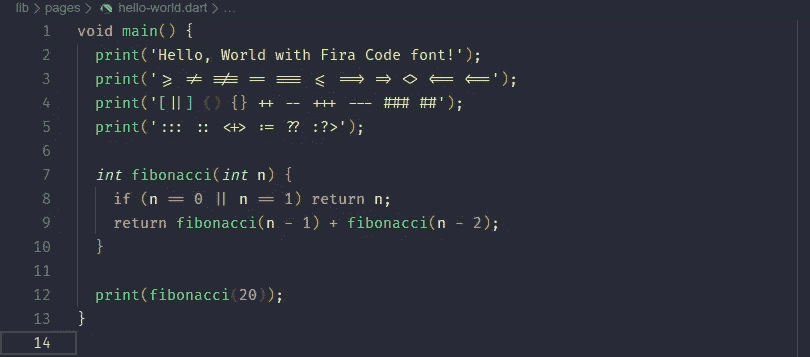 lib > pages > hello-world.dart > ...
1 void main() {
2   print('Hello, World with Fira Code font!');
3   print('>= != !== == === <= ==> => <> <== <==');
4   print('[||] () {} ++ -- +++ --- ### ##');
5   print('::: :: <+> := ?? :?>');
6
7   int fibonacci(int n) {
8     if (n == 0 || n == 1) return n;
9     return fibonacci(n - 1) + fibonacci(n - 2);
10   }
11
12   print(fibonacci(20));
13 }
14